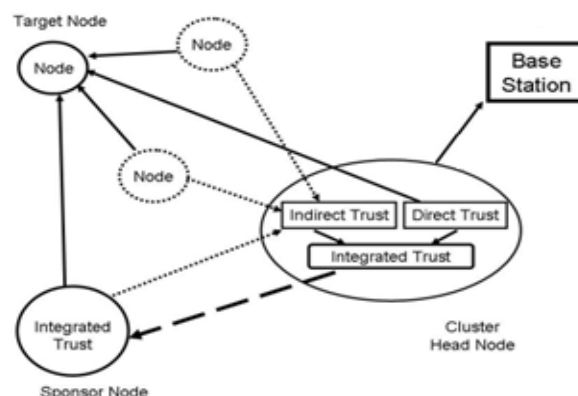 Target Node
Node
Node
Base
Station
Node
Indirect Trust
Direct Trust
Integrated Trust
Integrated
Trust
Cluster
Head Node
Sponsor Node